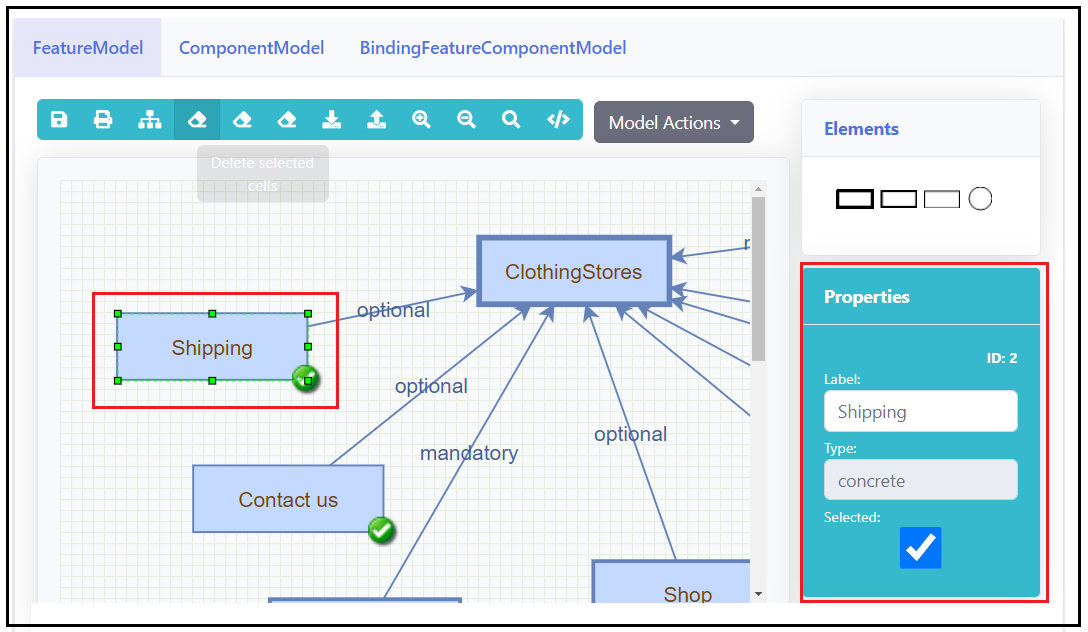 FeatureModel
ComponentModel
BindingFeatureComponentModel
Model Actions
Delete selected
cells
ClothingStores
optional
Shipping
optional
mandatory
optional
Contact us
Shop
Elements
Properties
ID: 2
Label:
Shipping
Type:
concrete
Selected: